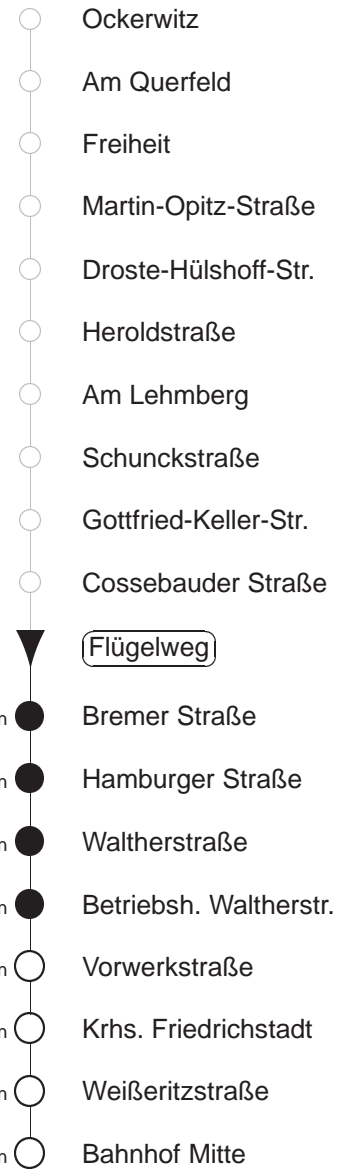 Ockerwitz
Am Querfeld
Freiheit
Martin-Opitz-Straße
Droste-Hülshoff-Str.
Heroldstraße
Am Lehmberg
Schunckstraße
Gottfried-Keller-Str.
Cossebauder Straße
Flügelweg
n Bremer Straße
n Hamburger Straße
n Waltherstraße
n Betriebsh. Waltherstr.
n Vorwerkstraße
n Krhs. Friedrichstadt
n Weißeritzstraße
n Bahnhof Mitte